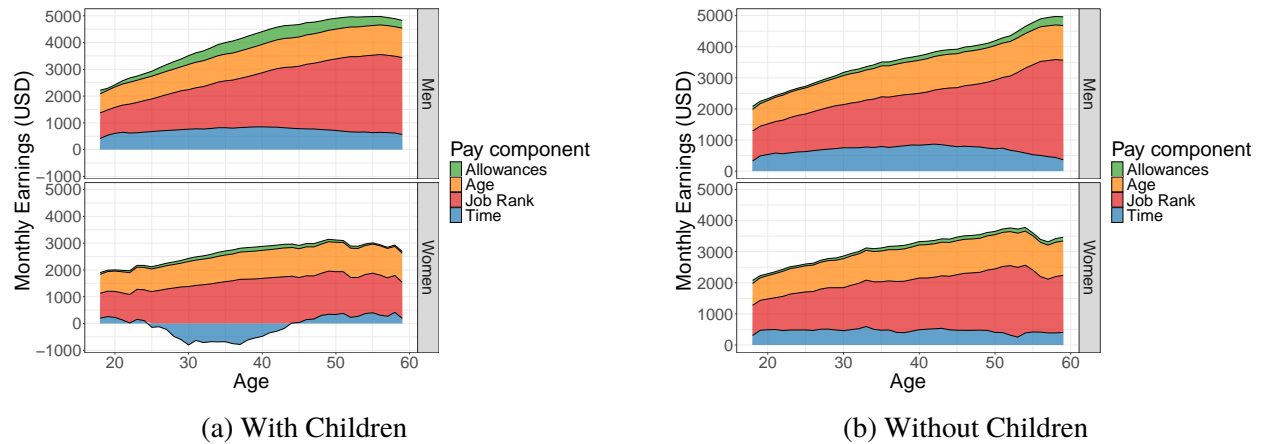 Monthly Earnings (USD)
5000
4000
3000
2000
1000
0
−1000
Men
5000
4000
3000
2000
1000
0
−1000
Women
20 30 40 50 60
Age
Pay component
Allowances
Age
Job Rank
Time
(a) With Children
Monthly Earnings (USD)
5000
4000
3000
2000
1000
0
Men
5000
4000
3000
2000
1000
0
Women
20 30 40 50 60
Age
Pay component
Allowances
Age
Job Rank
Time
(b) Without Children